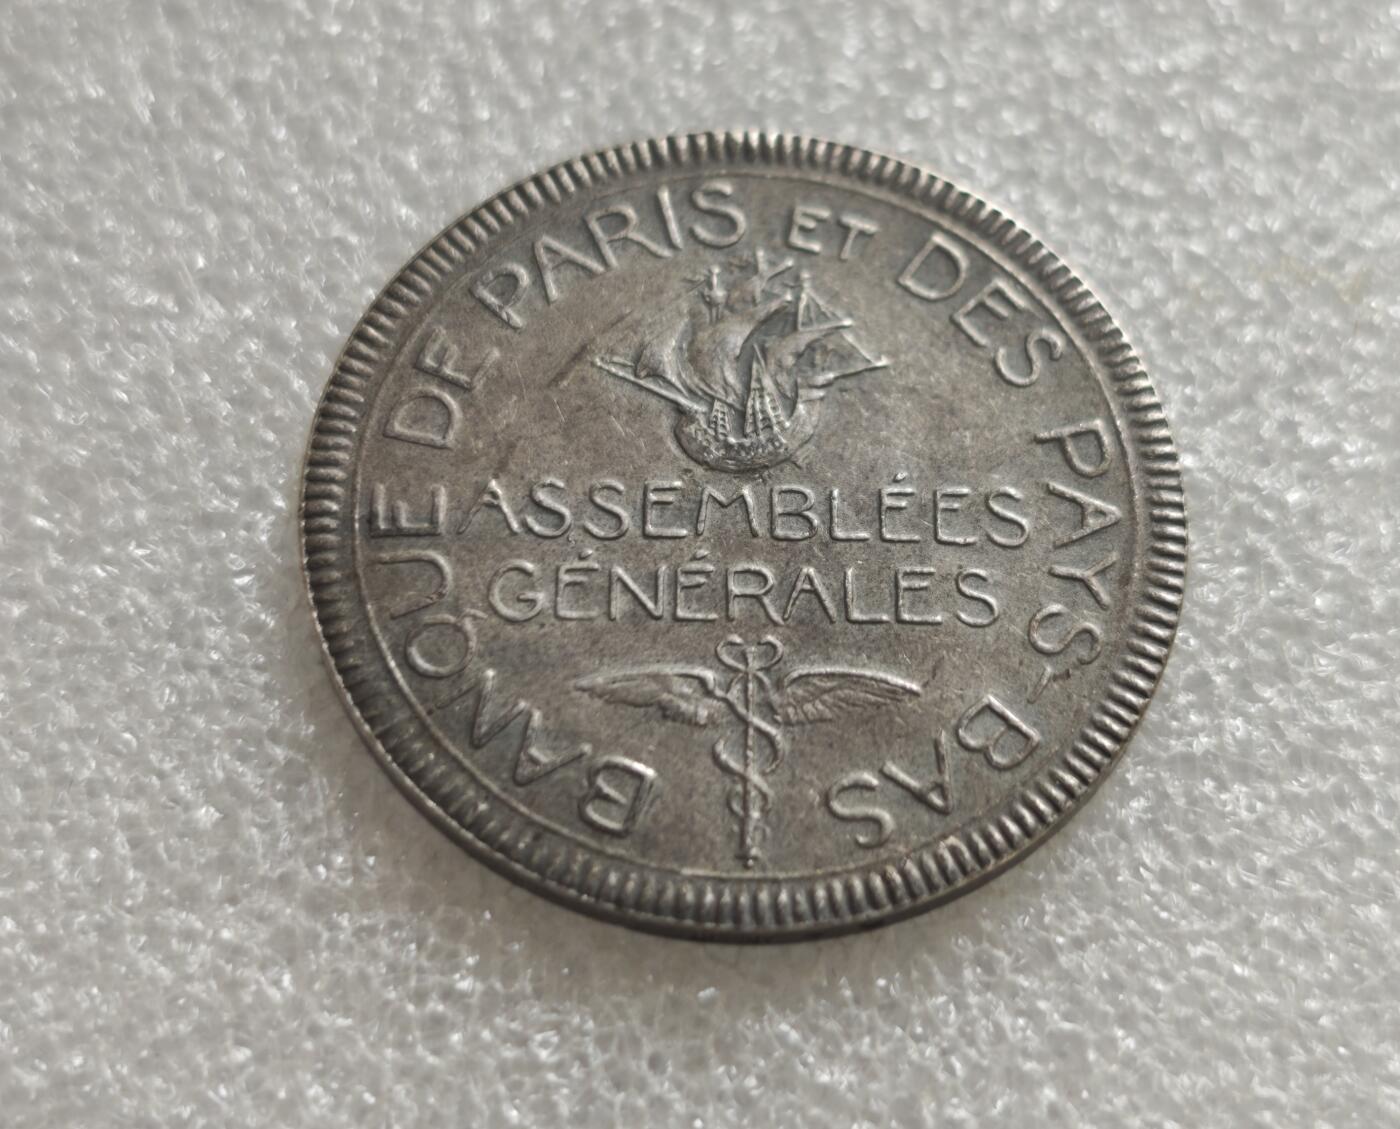 BANQUE DE PARIS ET DES PAYS-BAS
ASSEMBLÉES
GÉNÉRALES